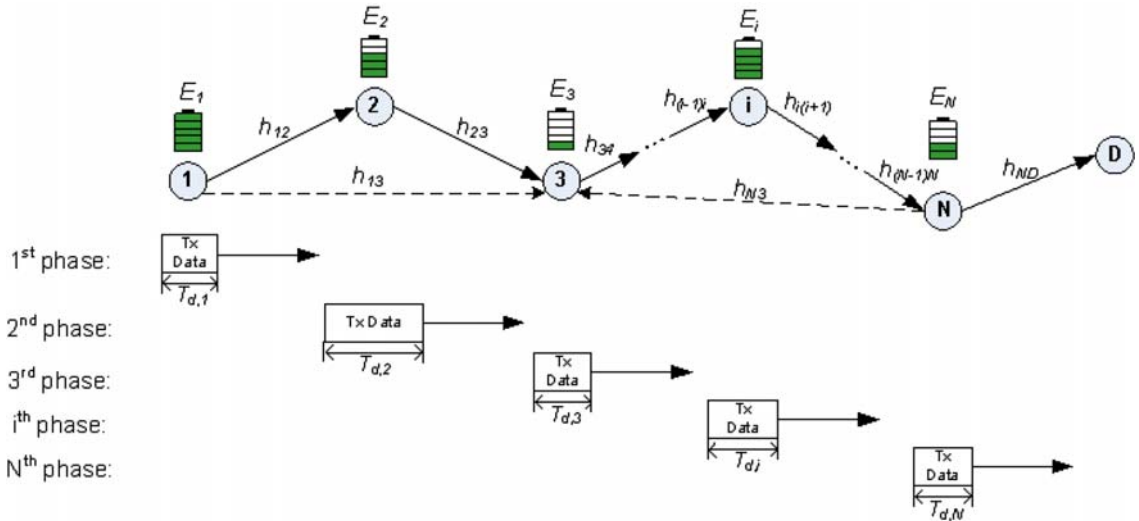 E1
E2
E3
Ei
EN
h12
h23
h34
h(i-1)i
hi(i+1)
h(N-1)N
hND
h13
hN3
1
2
3
i
N
D
1st phase:
Tx
Data
Td,1
2nd phase:
Tx Data
Td,2
3rd phase:
Tx
Data
Td,3
ith phase:
Tx
Data
Td,i
Nth phase:
Tx
Data
Td,N